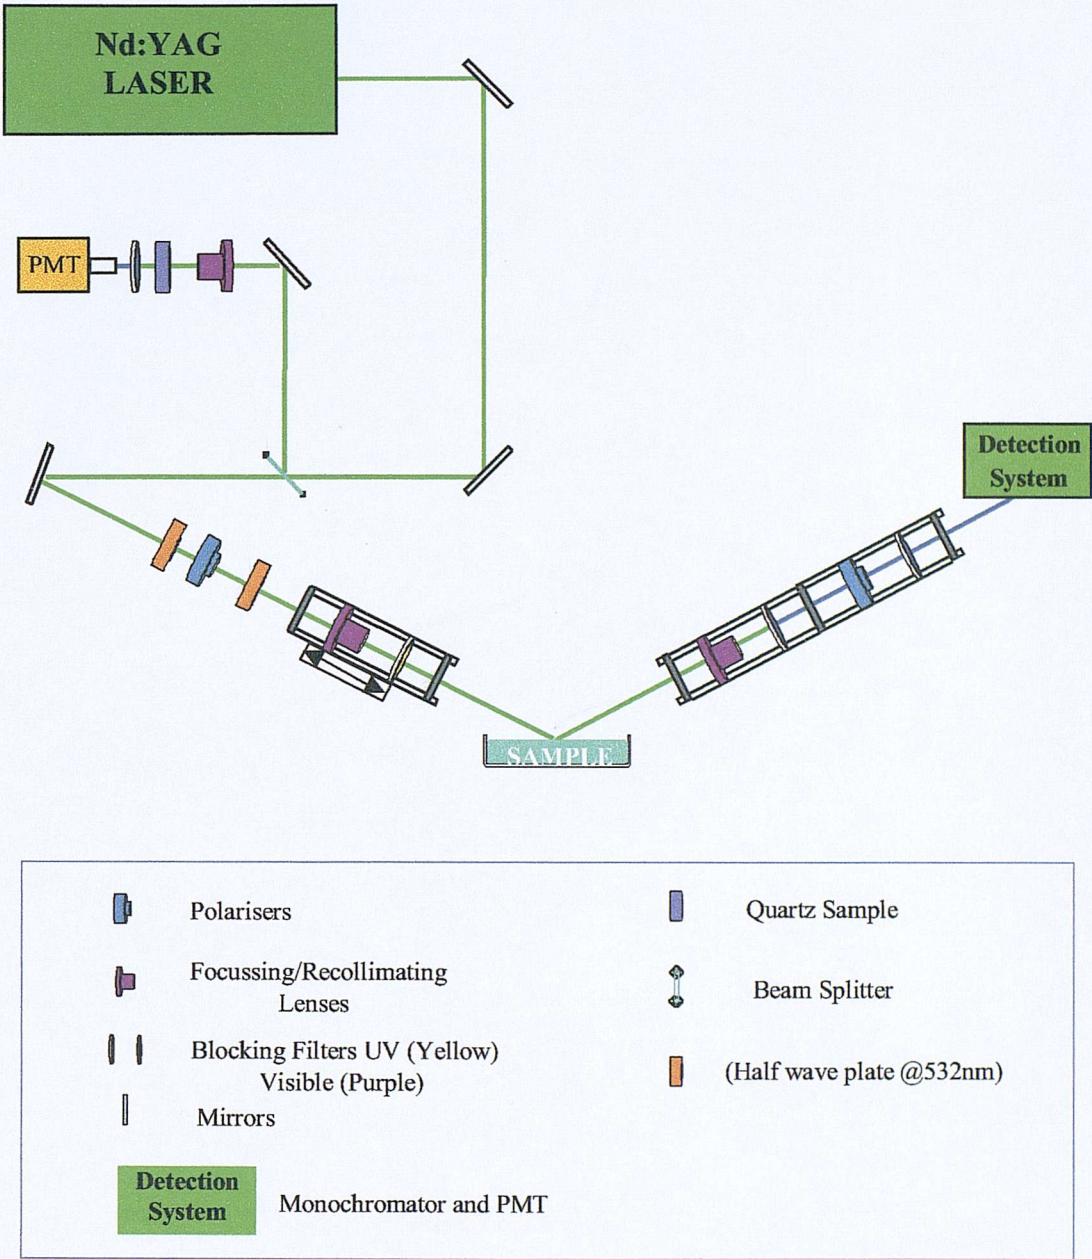 Nd:YAG
LASER
PMT
Detection
System
SAMPLE
Polarisers
Quartz Sample
Focussing/Recollimating
Lenses
Beam Splitter
Blocking Filters UV (Yellow)
Visible (Purple)
(Half wave plate @532nm)
Mirrors
Detection
System
Monochromator and PMT